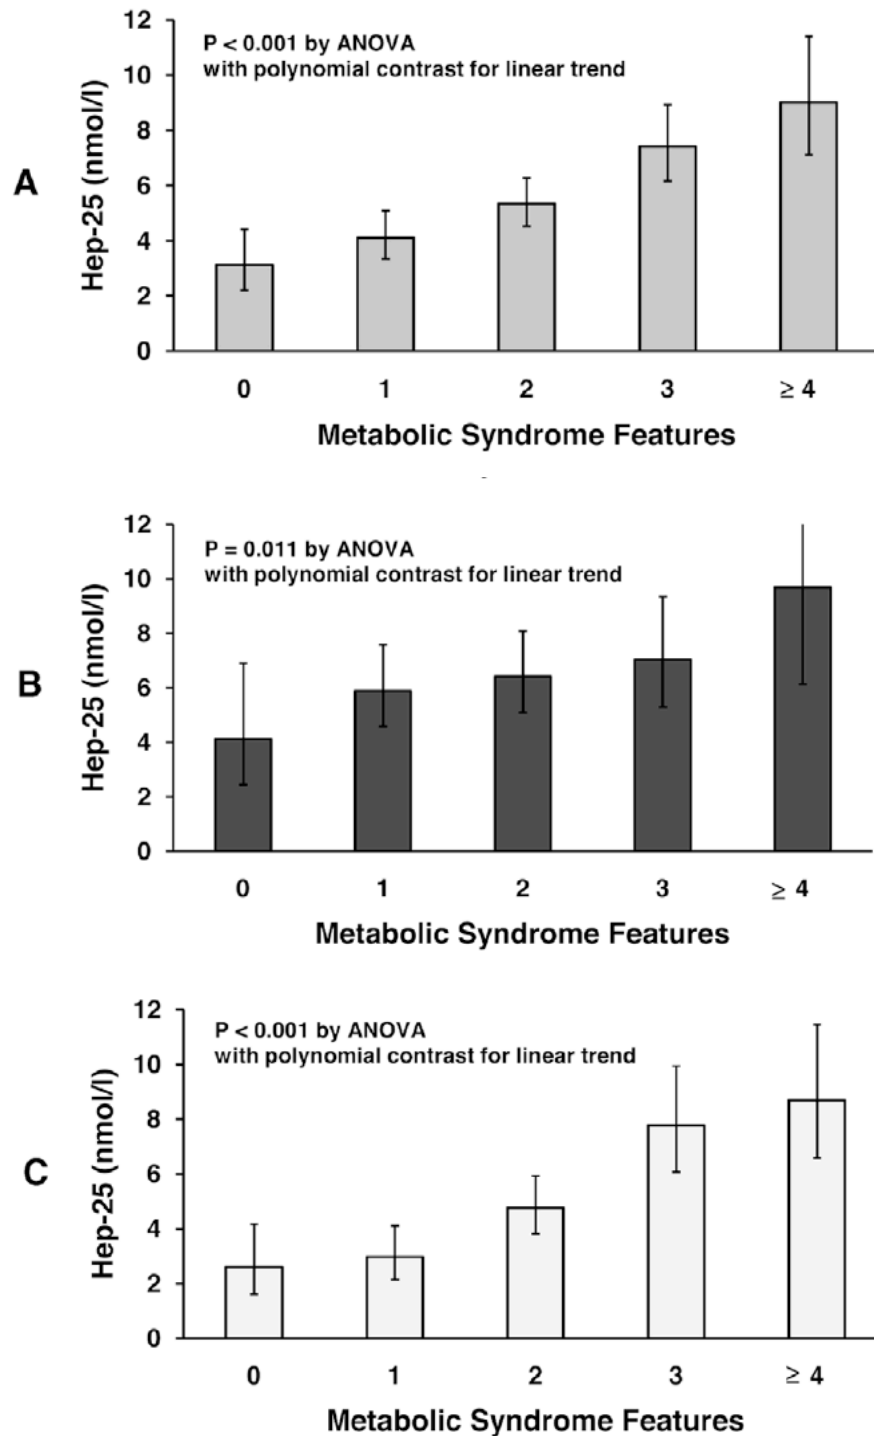 12
10
8
6
4
2
0
P < 0.001 by ANOVA
with polynomial contrast for linear trend
A
Hep-25 (nmol/l)
0 1 2 3 ≥ 4
Metabolic Syndrome Features
12
10
8
6
4
2
0
P = 0.011 by ANOVA
with polynomial contrast for linear trend
B
Hep-25 (nmol/l)
0 1 2 3 ≥ 4
Metabolic Syndrome Features
12
10
8
6
4
2
0
P < 0.001 by ANOVA
with polynomial contrast for linear trend
C
Hep-25 (nmol/l)
0 1 2 3 ≥ 4
Metabolic Syndrome Features